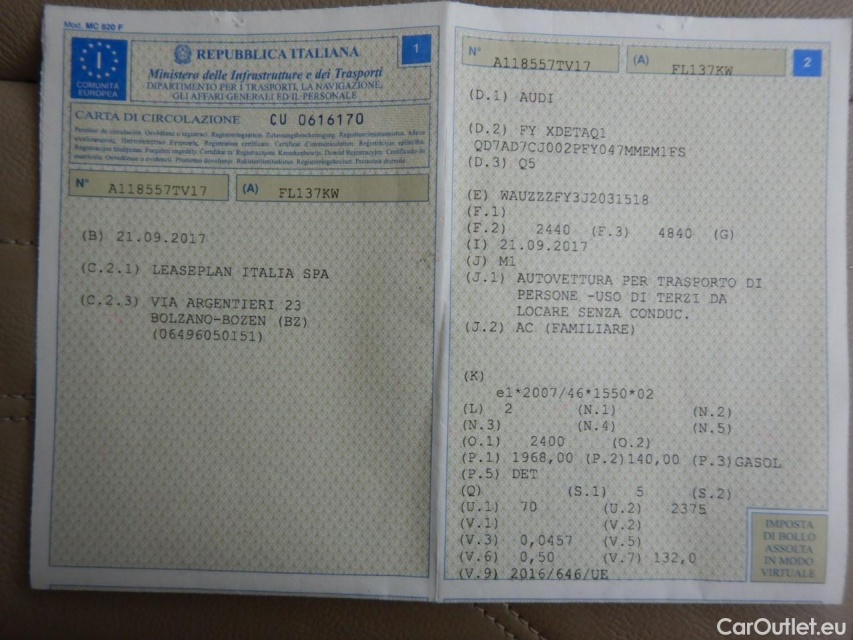 Mod. MC 820 F
I
COMUNITÀ
EUROPEA
REPUBBLICA ITALIANA
1
Ministero delle Infrastrutture e dei Trasporti
DIPARTIMENTO PER I TRASPORTI, LA NAVIGAZIONE,
GLI AFFARI GENERALI ED IL PERSONALE
CARTA DI CIRCOLAZIONE CU 0616170
N° A118557TV17 (A) FL137KW
(B) 21.09.2017
(C.2.1) LEASEPLAN ITALIA SPA
(C.2.3) VIA ARGENTIERI 23
BOLZANO-BOZEN (BZ)
(06496050151)
N° A118557TV17 (A) FL137KW
2
(D.1) AUDI
(D.2) FY XDETAQ1
QD7AD7CJ002PFY047MMEM1FS
(D.3) Q5
(E) WAUZZZFY3J2031518
(F.1)
(F.2) 2440 (F.3) 4840 (G)
(I) 21.09.2017
(J) M1
(J.1) AUTOVETTURA PER TRASPORTO DI
PERSONE -USO DI TERZI DA
LOCARE SENZA CONDUC.
(J.2) AC (FAMILIARE)
(K)
e1*2007/46*1550*02
(L) 2 (N.1) (N.2)
(N.3) (N.4) (N.5)
(O.1) 2400 (O.2)
(P.1) 1968,00 (P.2)140,00 (P.3)GASOL
(P.5) DET
(Q) (S.1) 5 (S.2)
(U.1) 70 (U.2) 2375
(V.1) (V.2)
(V.3) 0,0457 (V.5)
(V.6) 0,50 (V.7) 132,0
(V.9) 2016/646/UE
IMPOSTA
DI BOLLO
ASSOLTA
IN MODO
VIRTUALE
CarOutlet.eu